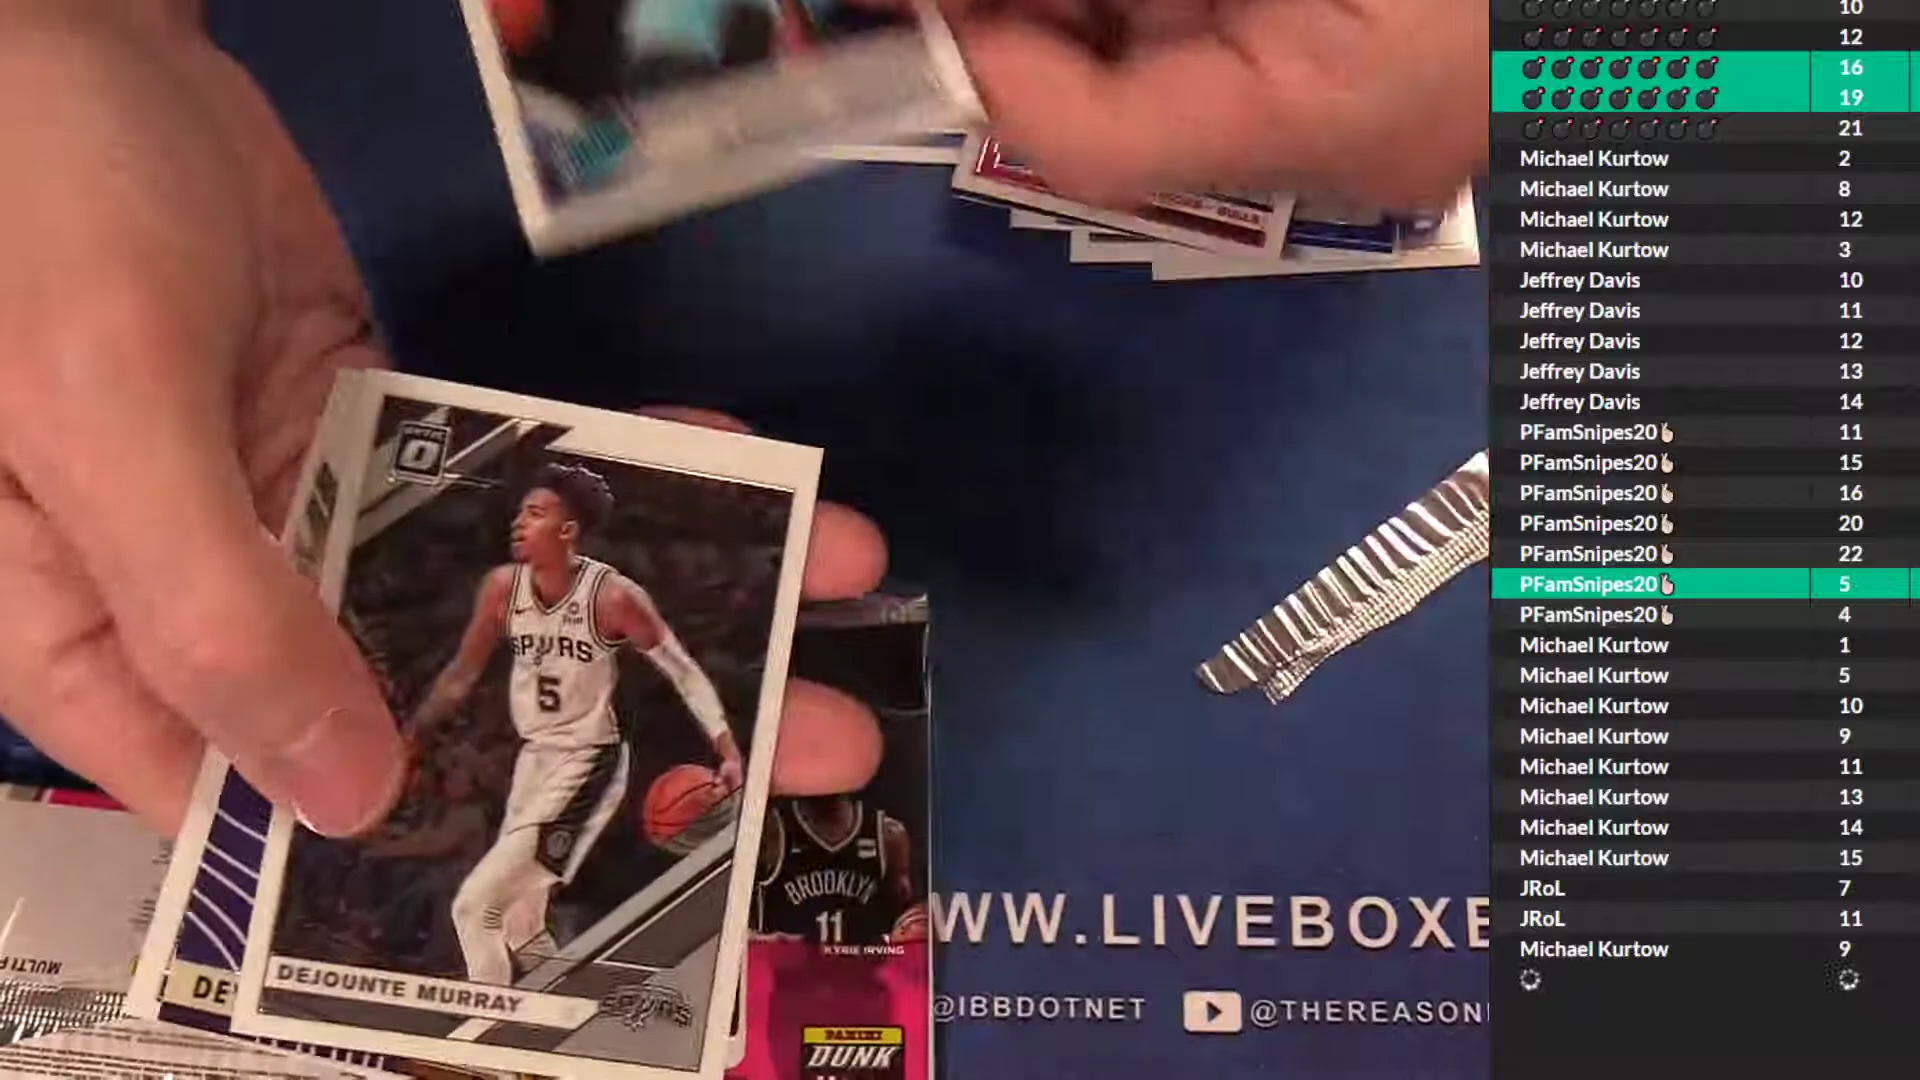 10
12
16
19
21
Michael Kurtow 2
Michael Kurtow 8
Michael Kurtow 12
Michael Kurtow 3
Jeffrey Davis 10
Jeffrey Davis 11
Jeffrey Davis 12
Jeffrey Davis 13
Jeffrey Davis 14
PFamSnipes20 11
PFamSnipes20 15
PFamSnipes20 16
PFamSnipes20 20
PFamSnipes20 22
PFamSnipes20 5
PFamSnipes20 4
Michael Kurtow 1
Michael Kurtow 5
Michael Kurtow 10
Michael Kurtow 9
Michael Kurtow 11
Michael Kurtow 13
Michael Kurtow 14
Michael Kurtow 15
JRoL 7
JRoL 11
Michael Kurtow 9
SPURS
5
DEJOUNTE MURRAY
SPURS
DE
MULTI
BROOKLYN
11
KYRIE IRVING
PANINI
DUNK
WW.LIVEBOXE
@IBBDOTNET
@THEREASON